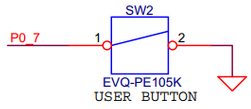 SW2
P0_7 1 2
EVQ-PE105K
USER BUTTON